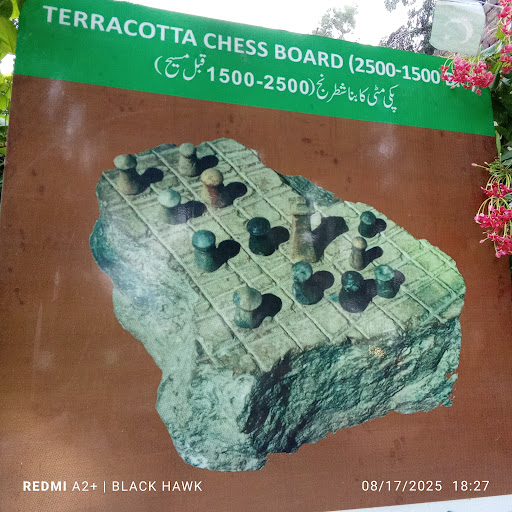 TERRACOTTA CHESS BOARD (2500-1500
پکی مٹی کا بنا شطرنج (2500-1500 قبل مسیح)
REDMI A2+ | BLACK HAWK
08/17/2025 18:27